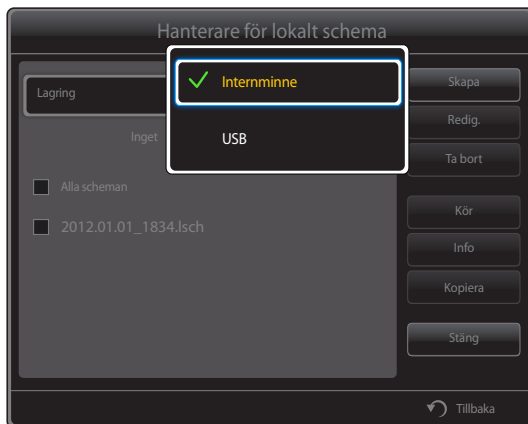 Hanterare för lokalt schema
Lagring
Internminne
USB
Inget
Alla scheman
2012.01.01_1834.lsch
Skapa
Redig.
Ta bort
Kör
Info
Kopiera
Stäng
Tillbaka